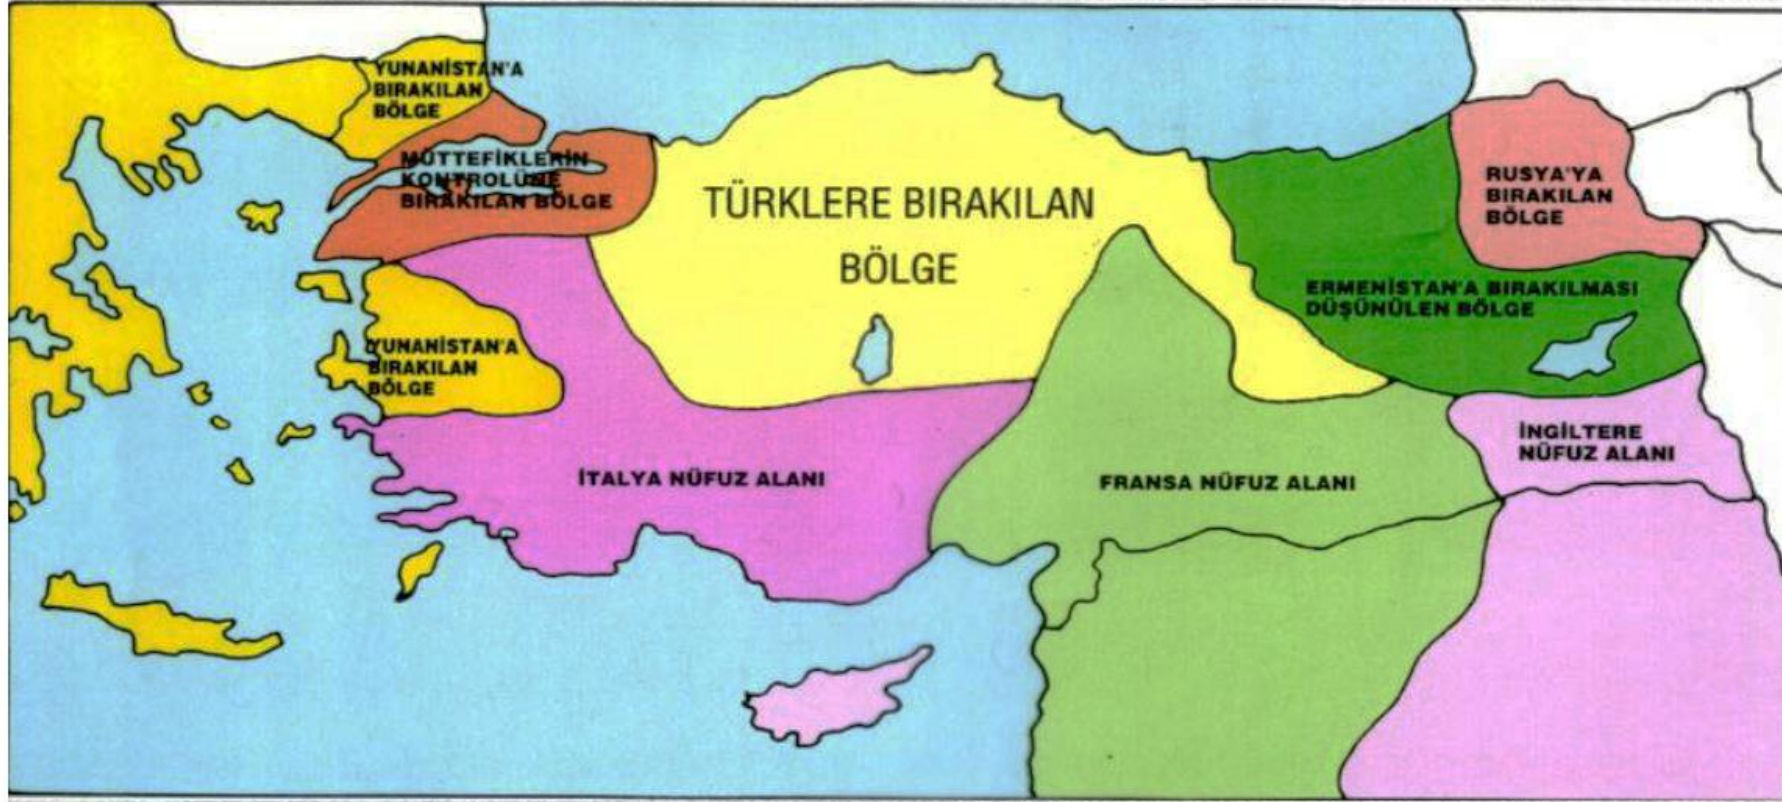 YUNANİSTAN'A
BIRAKILAN
BÖLGE
MÜTTEFİKLERİN
KONTROLÜNE
BIRAKILAN BÖLGE
TÜRKLERE BIRAKILAN
BÖLGE
RUSYA'YA
BIRAKILAN
BÖLGE
ERMENİSTAN'A BIRAKILMASI
DÜŞÜNÜLEN BÖLGE
YUNANİSTAN'A
BIRAKILAN
BÖLGE
İTALYA NÜFUZ ALANI
FRANSA NÜFUZ ALANI
İNGİLTERE
NÜFUZ ALANI